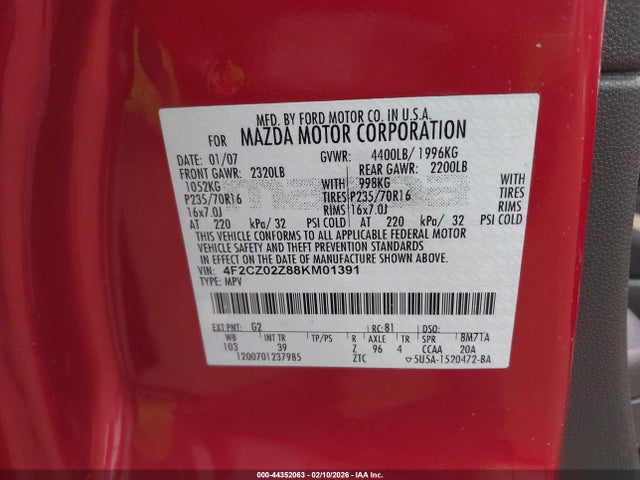 MFD. BY FORD MOTOR CO. IN U.S.A.
FOR MAZDA MOTOR CORPORATION
DATE: 01/07 GVWR: 4400LB/ 1996KG
FRONT GAWR: 2320LB REAR GAWR: 2200LB
1052KG WITH 998KG WITH
P235/70R16 TIRES P235/70R16 TIRES
16x7.0J RIMS 16x7.0J RIMS
AT 220 kPa/ 32 PSI COLD AT 220 kPa/ 32 PSI COLD
THIS VEHICLE CONFORMS TO ALL APPLICABLE FEDERAL MOTOR
VEHICLE SAFETY AND THEFT PREVENTION STANDARDS
IN EFFECT ON THE DATE OF MANUFACTURE SHOWN ABOVE.
VIN: 4F2CZ02Z88KM01391
TYPE: MPV
EXT PNT: G2 RC: 81 DSO:
WB INT TR TP/PS R AXLE TR SPR BM71A
103 39 Z 96 4 CCAA 20A
1200701237985 ZTC 5U5A-1520472-BA
000-44352063 - 02/10/2026 - IAA Inc.